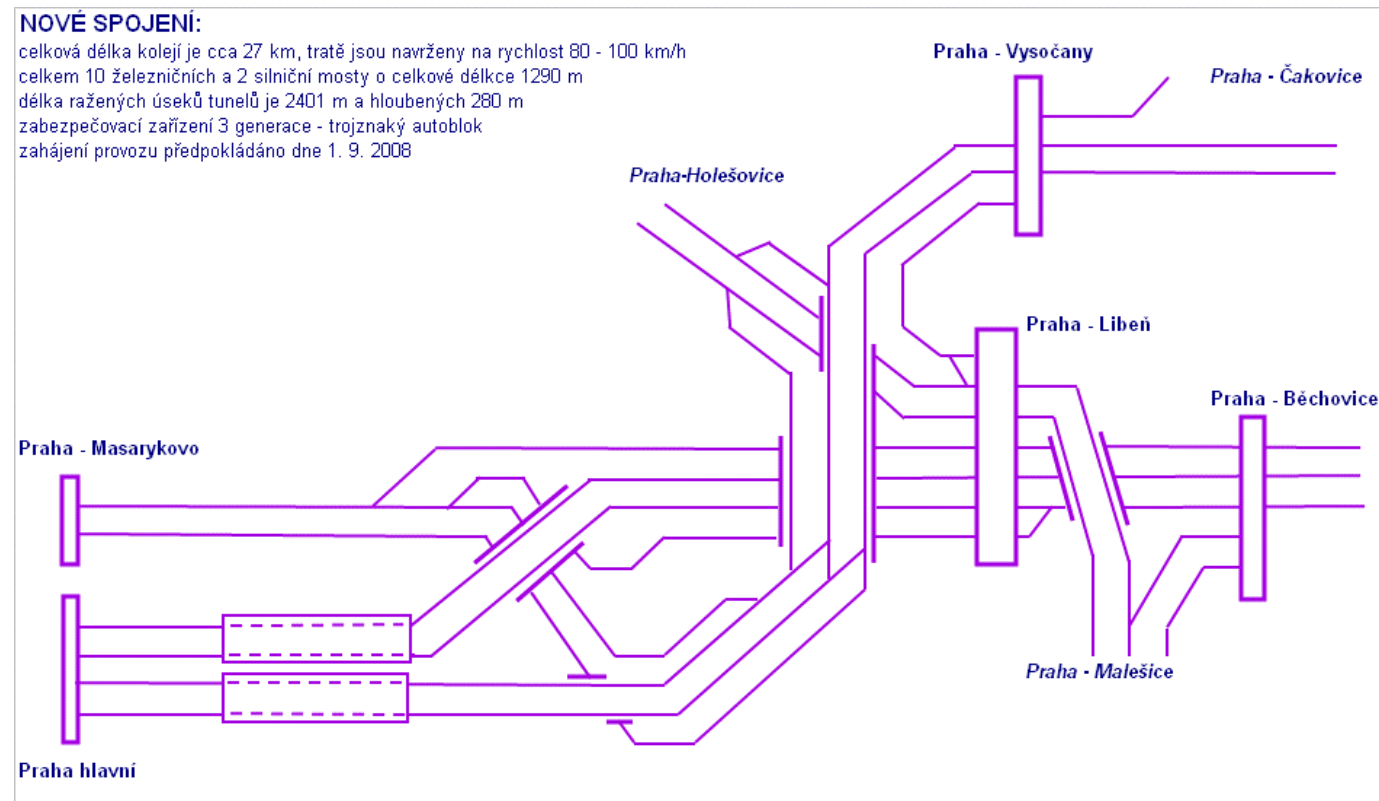 NOVÉ SPOJENÍ:
celková délka kolejí je cca 27 km, tratě jsou navrženy na rychlost 80 - 100 km/h
celkem 10 železničních a 2 silniční mosty o celkové délkce 1290 m
délka ražených úseků tunelů je 2401 m a hloubených 280 m
zabezpečovací zařízení 3 generace - trojznaký autoblok
zahájení provozu předpokládáno dne 1. 9. 2008
Praha - Vysočany
Praha - Čakovice
Praha-Holešovice
Praha - Libeň
Praha - Běchovice
Praha - Masarykovo
Praha - Malešice
Praha hlavní